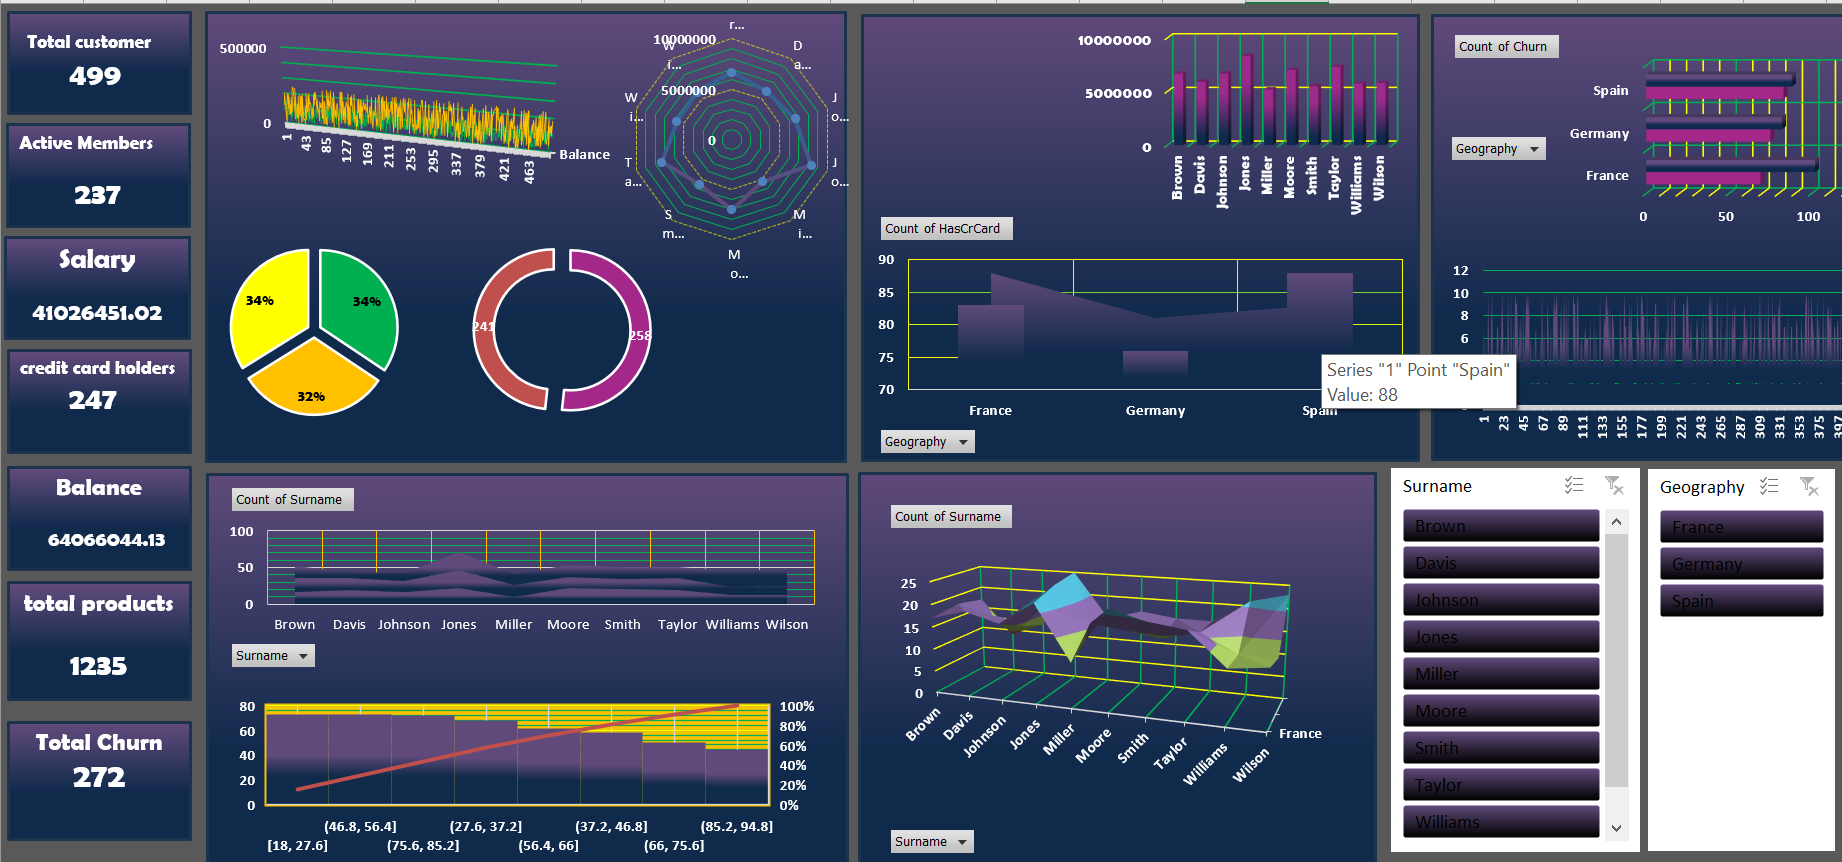 Total customer
499
Active Members
237
Salary
41026451.02
credit card holders
247
Balance
64066044.13
total products
1235
Total Churn
272
500000
0
1 43 85 127 169 211 253 295 337 379 421 463
Balance
r...
10000000
W i...
D a...
5000000
W i...
J o...
0
T a...
J o...
S m...
M i...
M o...
34%
34%
32%
241
258
10000000
5000000
0
Brown Davis Johnson Jones Miller Moore Smith Taylor Williams Wilson
Count of HasCrCard
90
85
80
75
70
France Germany Spain
Series "1" Point "Spain"
Value: 88
Geography
Count of Churn
Spain
Germany
France
0 50 100
Geography
12
10
8
6
1 23 45 67 89 111 133 155 177 199 221 243 265 287 309 331 353 375 397
Count of Surname
100
50
0
Brown Davis Johnson Jones Miller Moore Smith Taylor Williams Wilson
Surname
80
60
40
20
0
100%
80%
60%
40%
20%
0%
(46.8, 56.4] (27.6, 37.2] (37.2, 46.8] (85.2, 94.8]
[18, 27.6] (75.6, 85.2] (56.4, 66] (66, 75.6]
Count of Surname
25
20
15
10
5
0
Brown Davis Johnson Jones Miller Moore Smith Taylor Williams Wilson
France
Surname
Surname
Brown
Davis
Johnson
Jones
Miller
Moore
Smith
Taylor
Williams
Geography
France
Germany
Spain